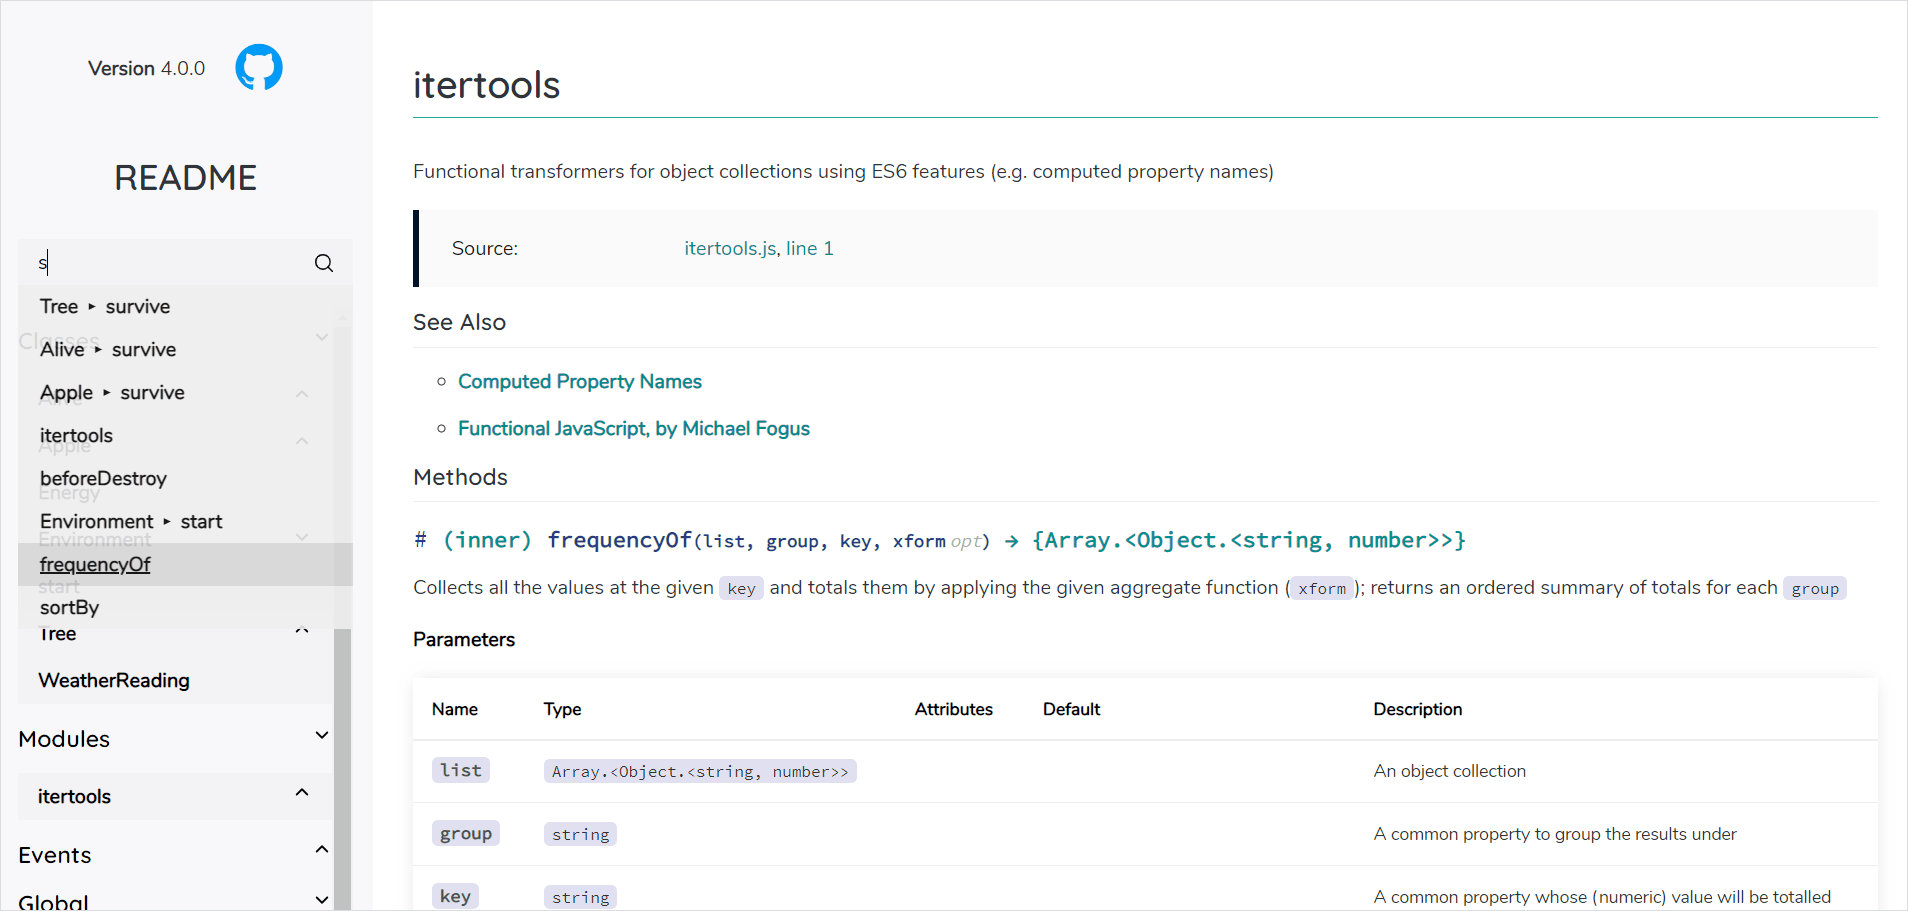 Version 4.0.0
README
s
Tree ▸ survive
Classes
Alive ▸ survive
Apple ▸ survive
Alive
itertools
Apple
beforeDestroy
Energy
Environment ▸ start
Environment
frequencyOf
start
sortBy
Tree
WeatherReading
Modules
itertools
Events
Global
itertools
Functional transformers for object collections using ES6 features (e.g. computed property names)
Source: itertools.js, line 1
See Also
Computed Property Names
Functional JavaScript, by Michael Fogus
Methods
# (inner) frequencyOf(list, group, key, xform opt) → {Array.<Object.<string, number>>}
Collects all the values at the given key and totals them by applying the given aggregate function (xform); returns an ordered summary of totals for each group
Parameters
Name Type Attributes Default Description
list Array.<Object.<string, number>> An object collection
group string A common property to group the results under
key string A common property whose (numeric) value will be totalled